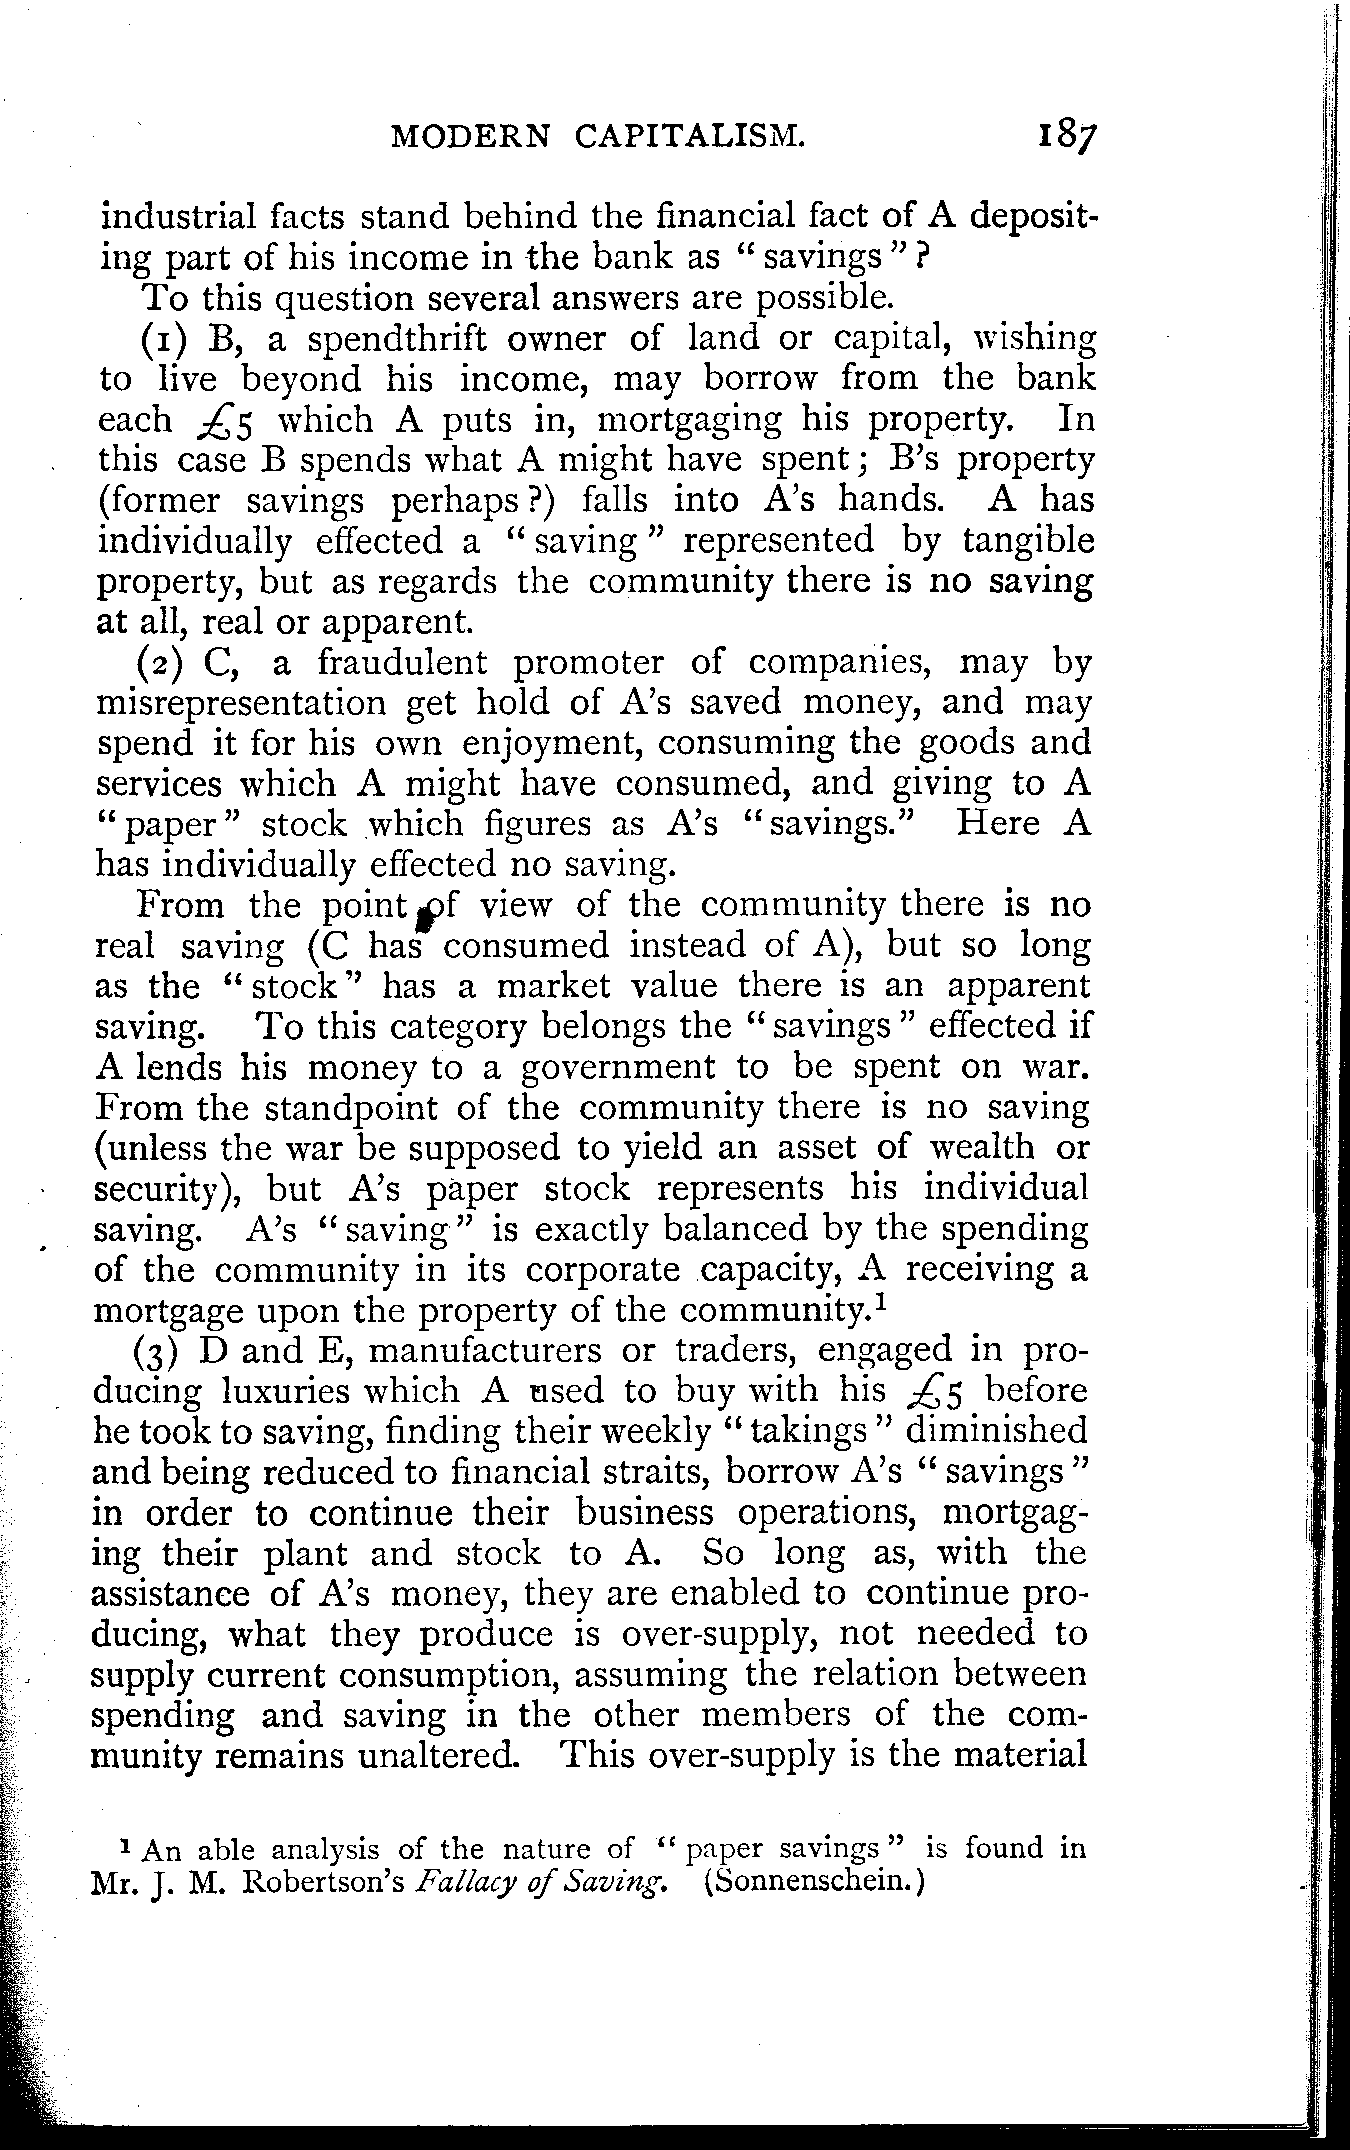 MODERN CAPITALISM. 187
industrial facts stand behind the financial fact of A deposit-
ing part of his income in the bank as “savings”?
To this question several answers are possible.
(1) B, a spendthrift owner of land or capital, wishing
to live beyond his income, may borrow from the bank
each £5 which A puts in, mortgaging his property. In
this case B spends what A might have spent; B’s property
(former savings perhaps?) falls into A’s hands. A has
individually effected a “saving” represented by tangible
property, but as regards the community there is no saving
at all, real or apparent.
(2) C, a fraudulent promoter of companies, may by
misrepresentation get hold of A’s saved money, and may
spend it for his own enjoyment, consuming the goods and
services which A might have consumed, and giving to A
“paper” stock which figures as A’s “savings.” Here A
has individually effected no saving.
From the point of view of the community there is no
real saving (C has consumed instead of A), but so long
as the “stock” has a market value there is an apparent
saving. To this category belongs the “savings” effected if
A lends his money to a government to be spent on war.
From the standpoint of the community there is no saving
(unless the war be supposed to yield an asset of wealth or
security), but A’s paper stock represents his individual
saving. A’s “saving” is exactly balanced by the spending
of the community in its corporate capacity, A receiving a
mortgage upon the property of the community.¹
(3) D and E, manufacturers or traders, engaged in pro-
ducing luxuries which A used to buy with his £5 before
he took to saving, finding their weekly “takings” diminished
and being reduced to financial straits, borrow A’s “savings”
in order to continue their business operations, mortgag-
ing their plant and stock to A. So long as, with the
assistance of A’s money, they are enabled to continue pro-
ducing, what they produce is over-supply, not needed to
supply current consumption, assuming the relation between
spending and saving in the other members of the com-
munity remains unaltered. This over-supply is the material
¹ An able analysis of the nature of “paper savings” is found in
Mr. J. M. Robertson’s Fallacy of Saving. (Sonnenschein.)